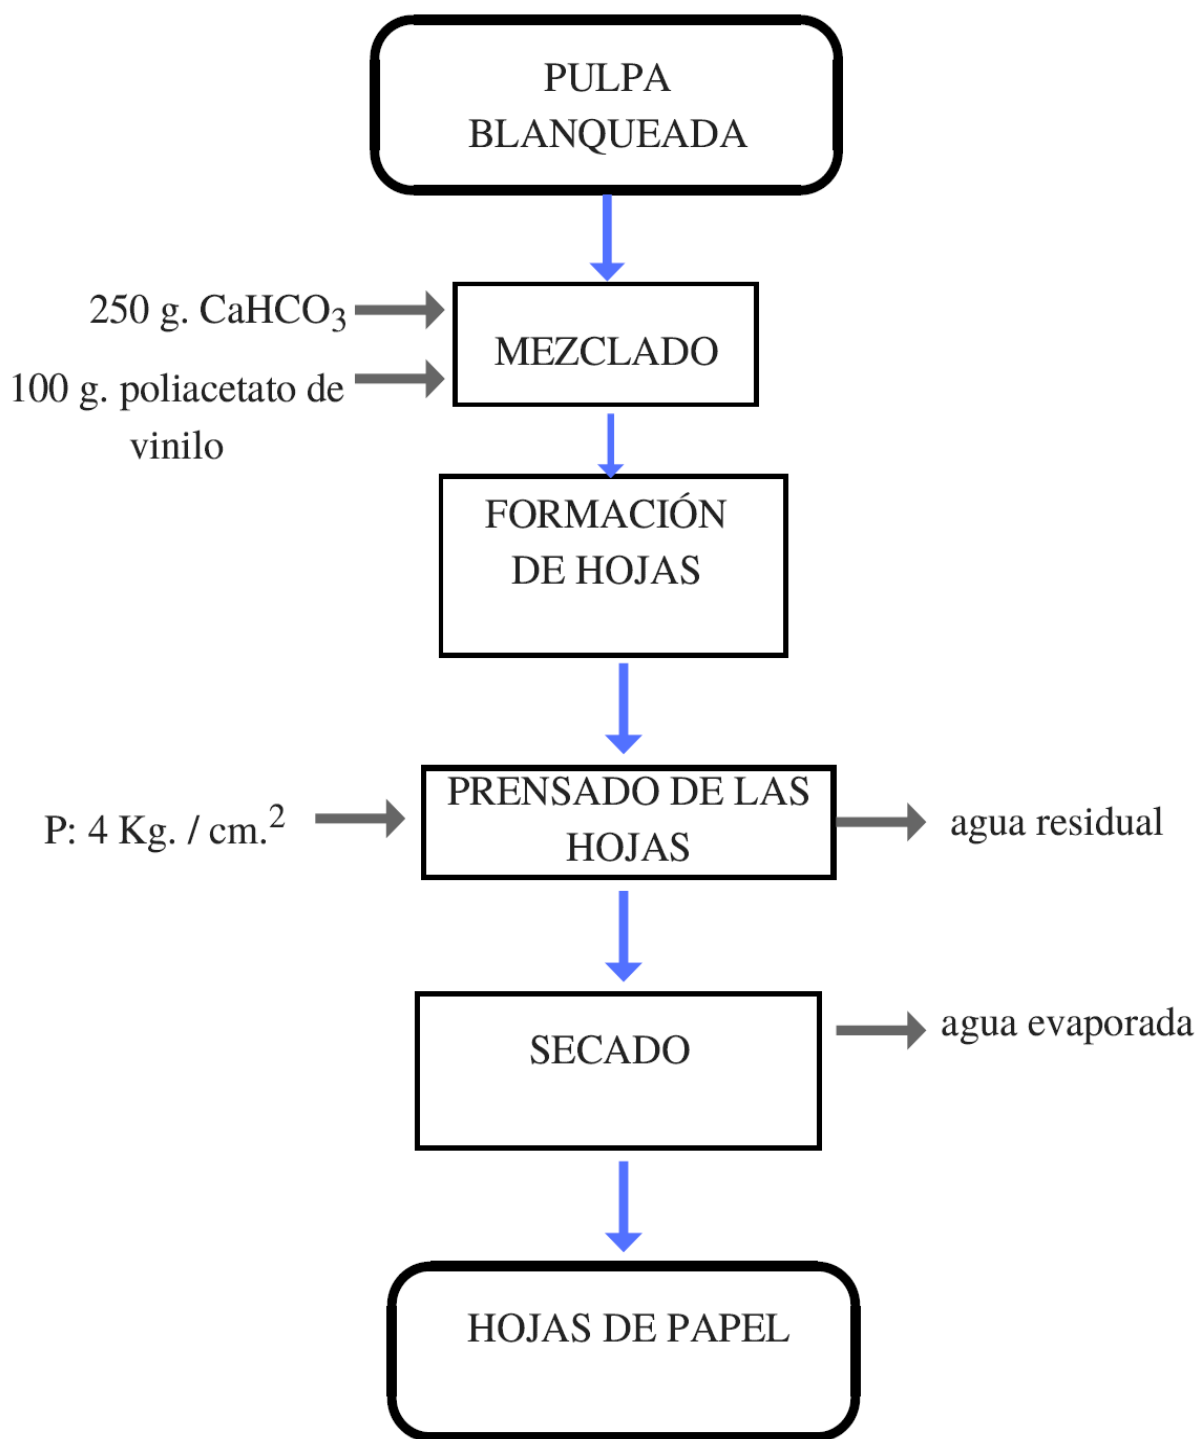 PULPA
BLANQUEADA
250 g. CaHCO₃
MEZCLADO
100 g. poliacetato de
vinilo
FORMACIÓN
DE HOJAS
PRENSADO DE LAS
HOJAS
P: 4 Kg. / cm.²
agua residual
SECADO
agua evaporada
HOJAS DE PAPEL